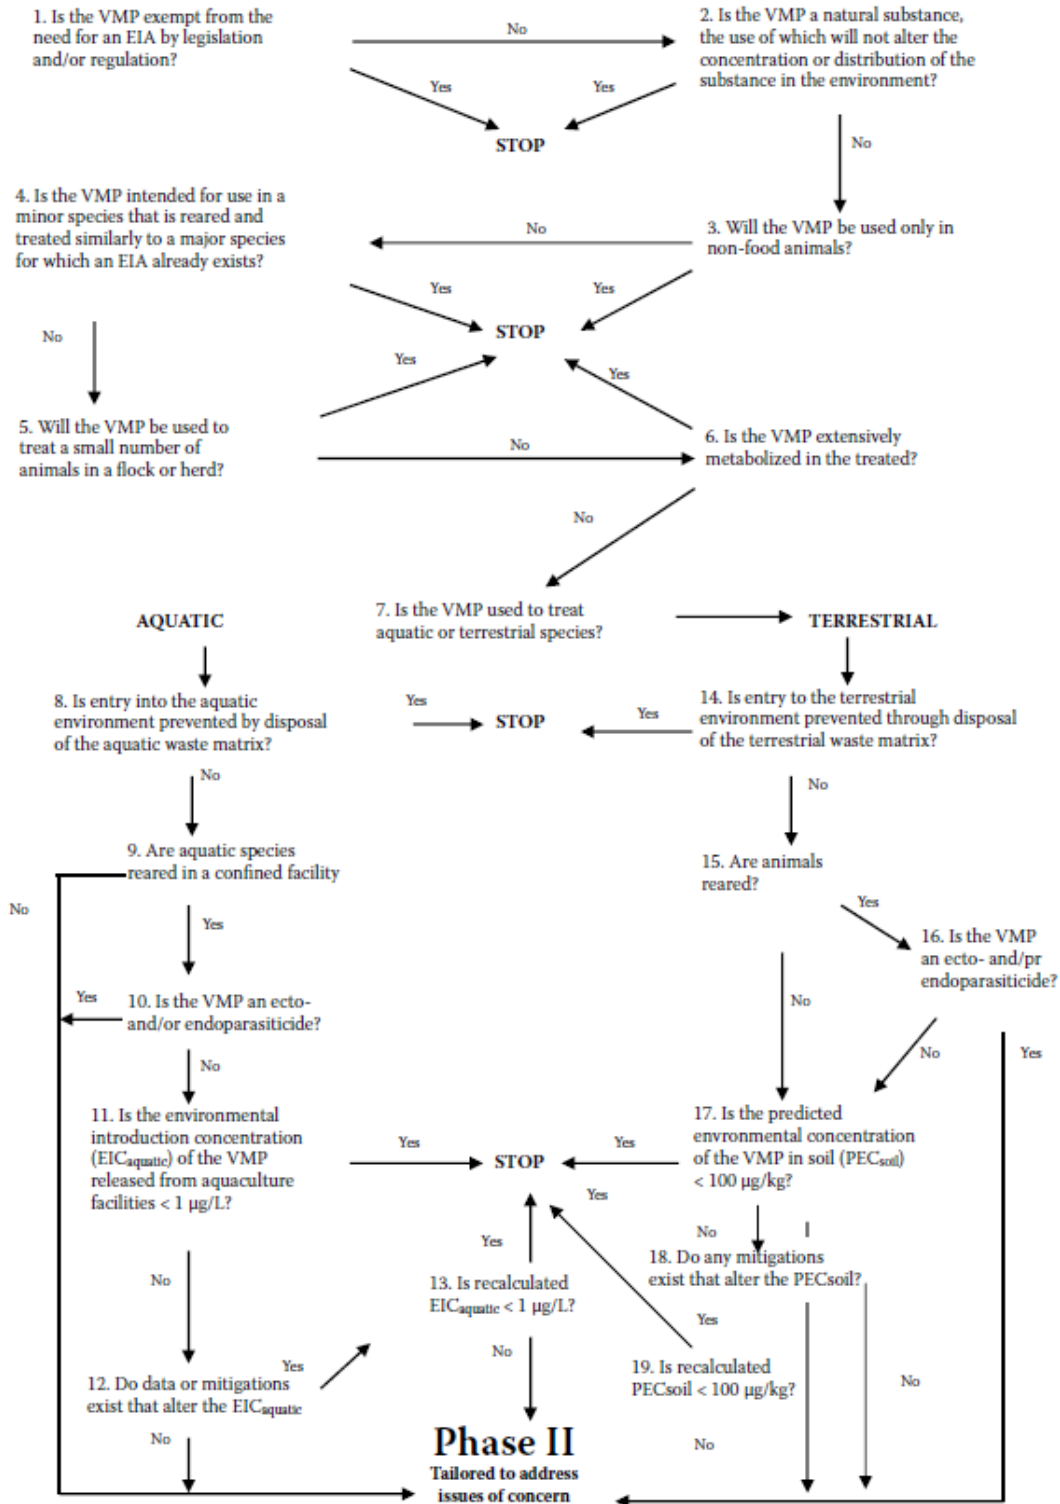 1. Is the VMP exempt from the
need for an EIA by legislation
and/or regulation?
No
2. Is the VMP a natural substance,
the use of which will not alter the
concentration or distribution of the
substance in the environment?
Yes
Yes
STOP
No
4. Is the VMP intended for use in a
minor species that is reared and
treated similarly to a major species
for which an EIA already exists?
No
3. Will the VMP be used only in
non-food animals?
Yes
Yes
STOP
No
Yes
Yes
5. Will the VMP be used to
treat a small number of
animals in a flock or herd?
No
6. Is the VMP extensively
metabolized in the treated?
No
7. Is the VMP used to treat
aquatic or terrestrial species?
AQUATIC
TERRESTRIAL
8. Is entry into the aquatic
environment prevented by disposal
of the aquatic waste matrix?
Yes
STOP
Yes
14. Is entry to the terrestrial
environment prevented through disposal
of the terrestrial waste matrix?
No
No
9. Are aquatic species
reared in a confined facility
15. Are animals
reared?
No
Yes
Yes
16. Is the VMP
an ecto- and/pr
endoparasiticide?
Yes
10. Is the VMP an ecto-
and/or endoparasiticide?
No
No
No
Yes
11. Is the environmental
introduction concentration
(EICaquatic) of the VMP
released from aquaculture
facilities < 1 µg/L?
Yes
STOP
Yes
17. Is the predicted
envronmental concentration
of the VMP in soil (PECsoil)
< 100 µg/kg?
Yes
No
Yes
No
18. Do any mitigations
exist that alter the PECsoil?
13. Is recalculated
EICaquatic < 1 µg/L?
Yes
No
Yes
19. Is recalculated
PECsoil < 100 µg/kg?
No
12. Do data or mitigations
exist that alter the EICaquatic
No
No
Phase II
Tailored to address
issues of concern